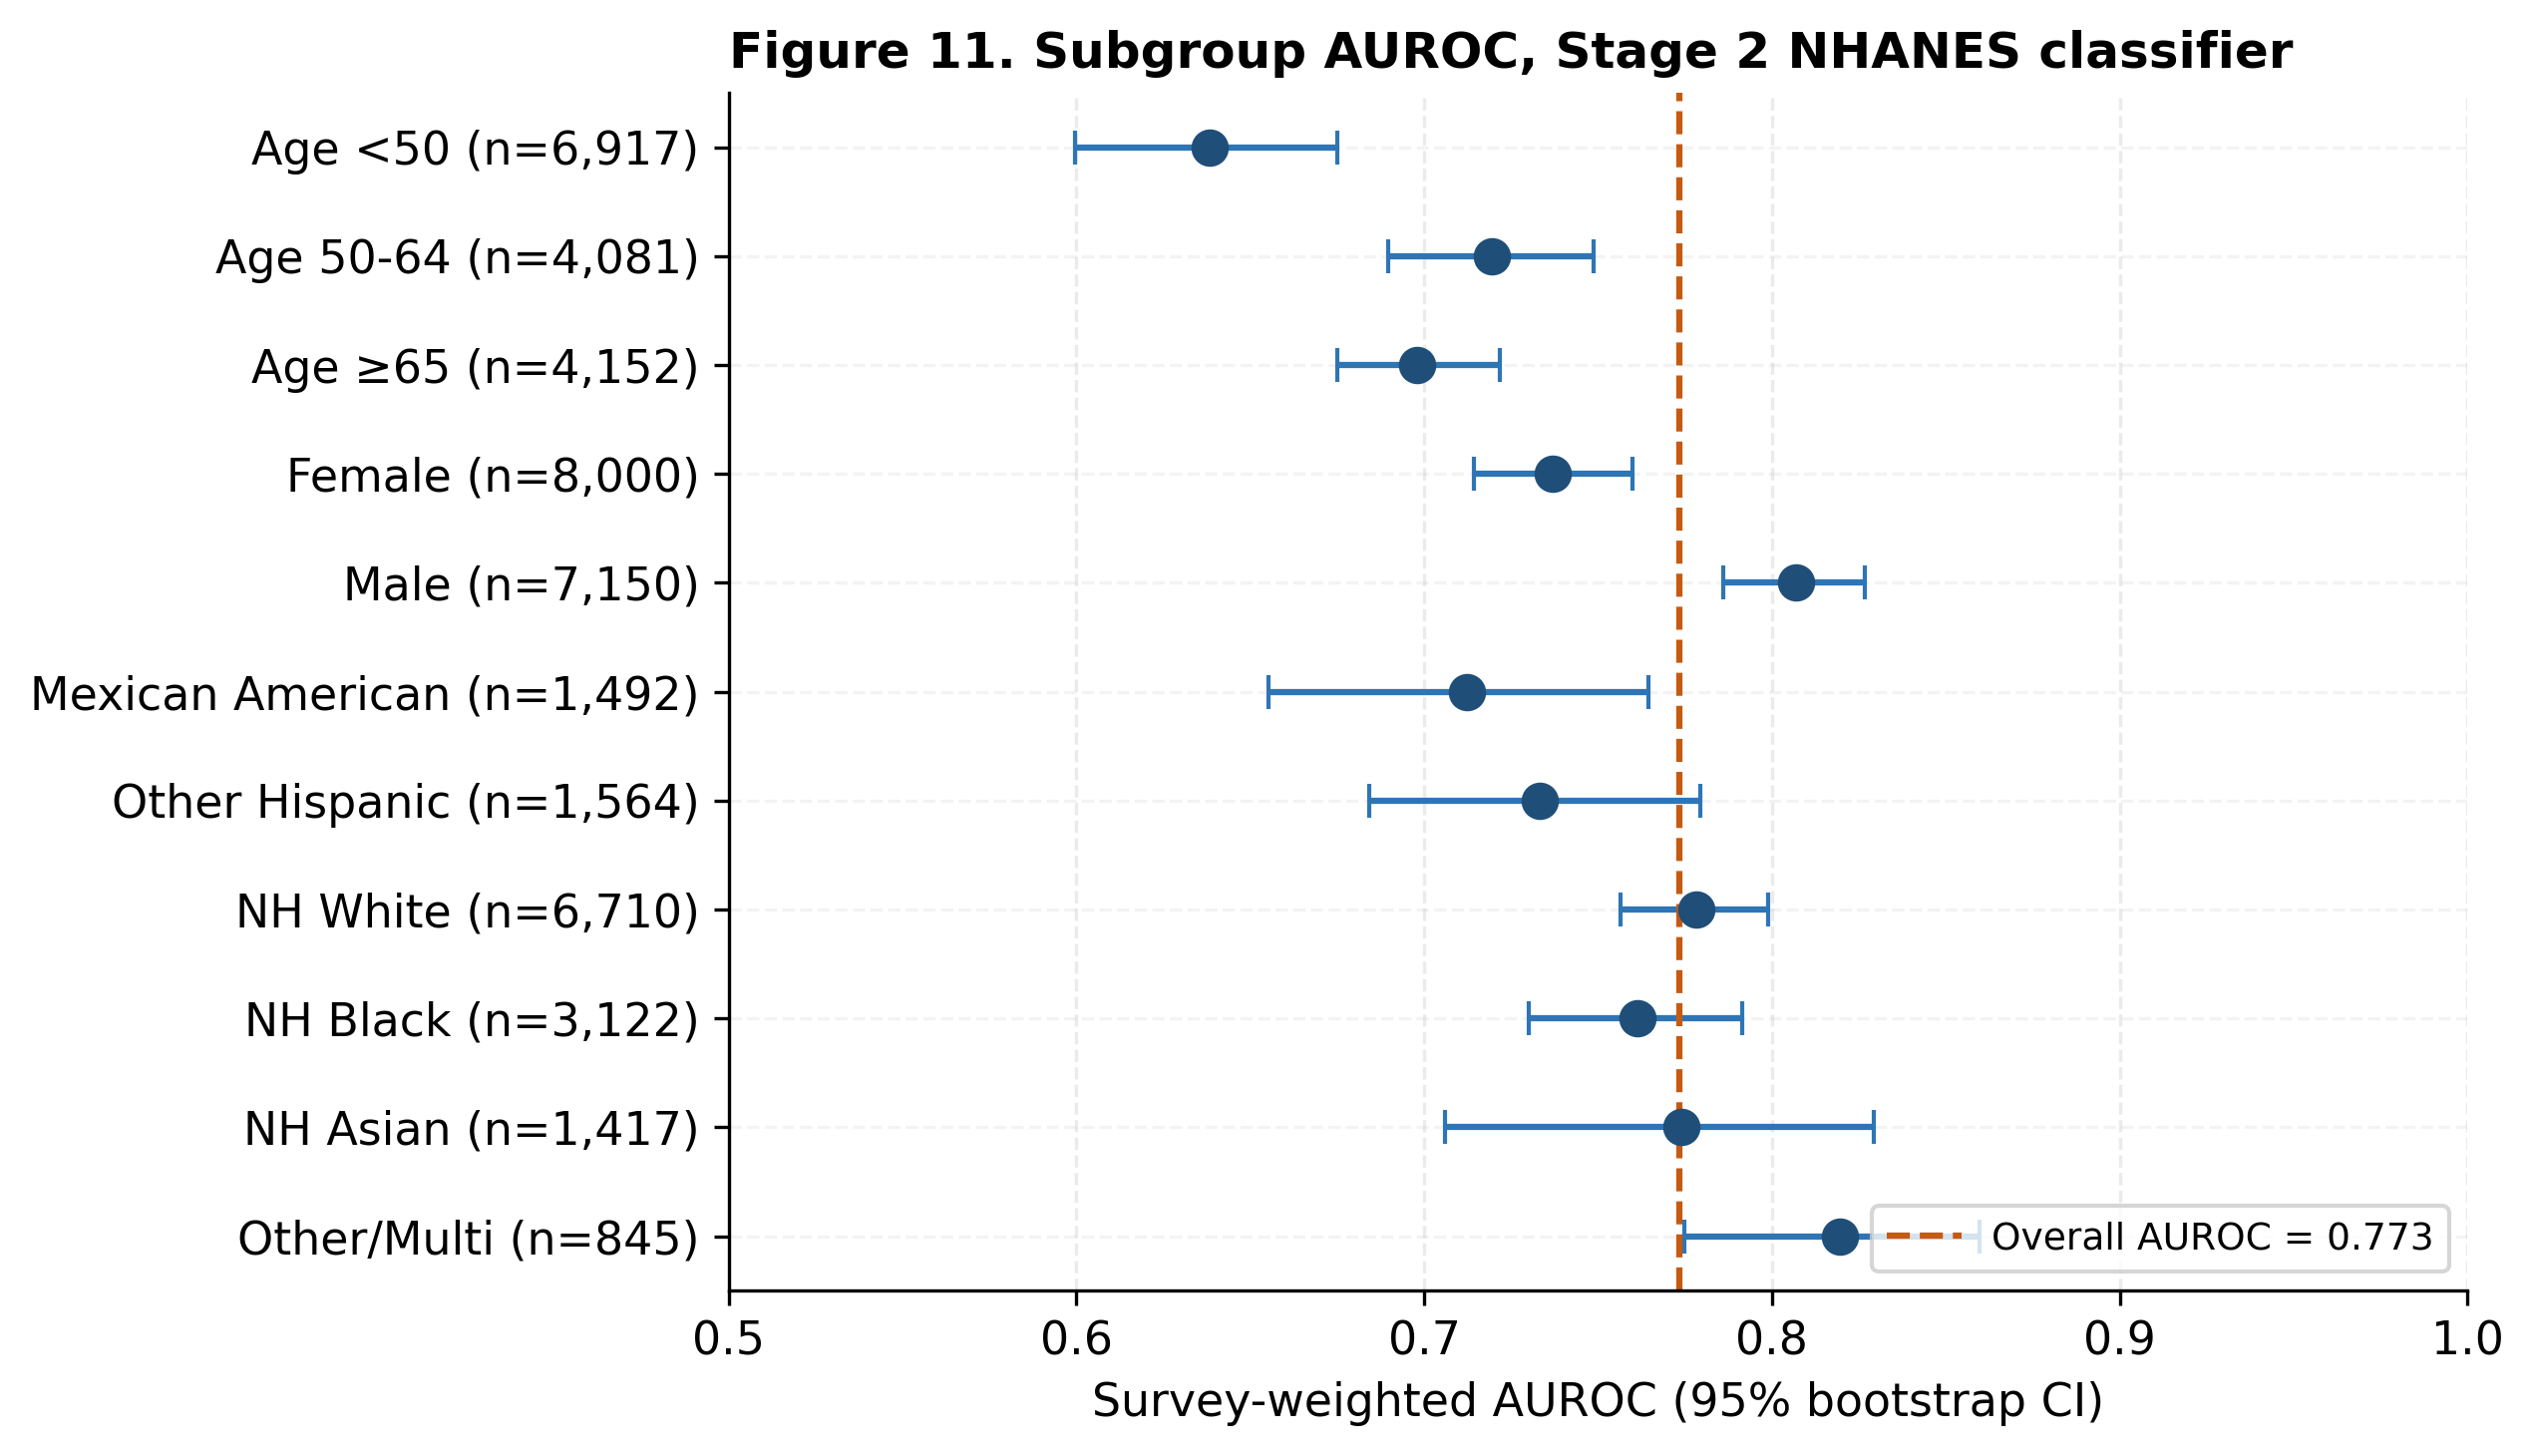 Figure 11. Subgroup AUROC, Stage 2 NHANES classifier
Age <50 (n=6,917)
Age 50-64 (n=4,081)
Age ≥65 (n=4,152)
Female (n=8,000)
Male (n=7,150)
Mexican American (n=1,492)
Other Hispanic (n=1,564)
NH White (n=6,710)
NH Black (n=3,122)
NH Asian (n=1,417)
Other/Multi (n=845)
Overall AUROC = 0.773
0.5 0.6 0.7 0.8 0.9 1.0
Survey-weighted AUROC (95% bootstrap CI)